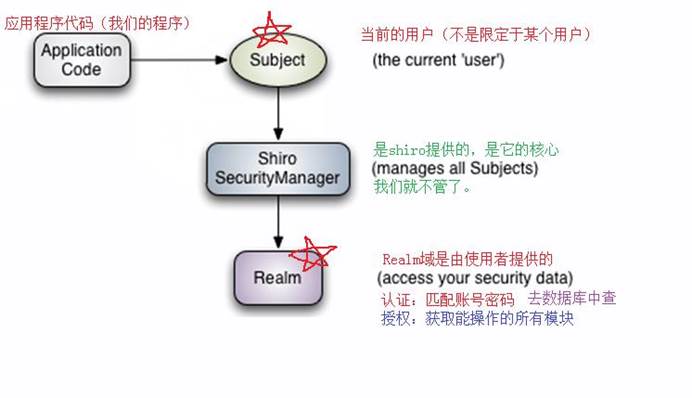 应用程序代码（我们的程序）
Application
Code
Subject
当前的用户（不是限定于某个用户）
(the current 'user')
Shiro
SecurityManager
是shiro提供的，是它的核心
(manages all Subjects)
我们就不管了。
Realm
Realm域是由使用者提供的
(access your security data)
认证：匹配账号密码 去数据库中查
授权：获取能操作的所有模块